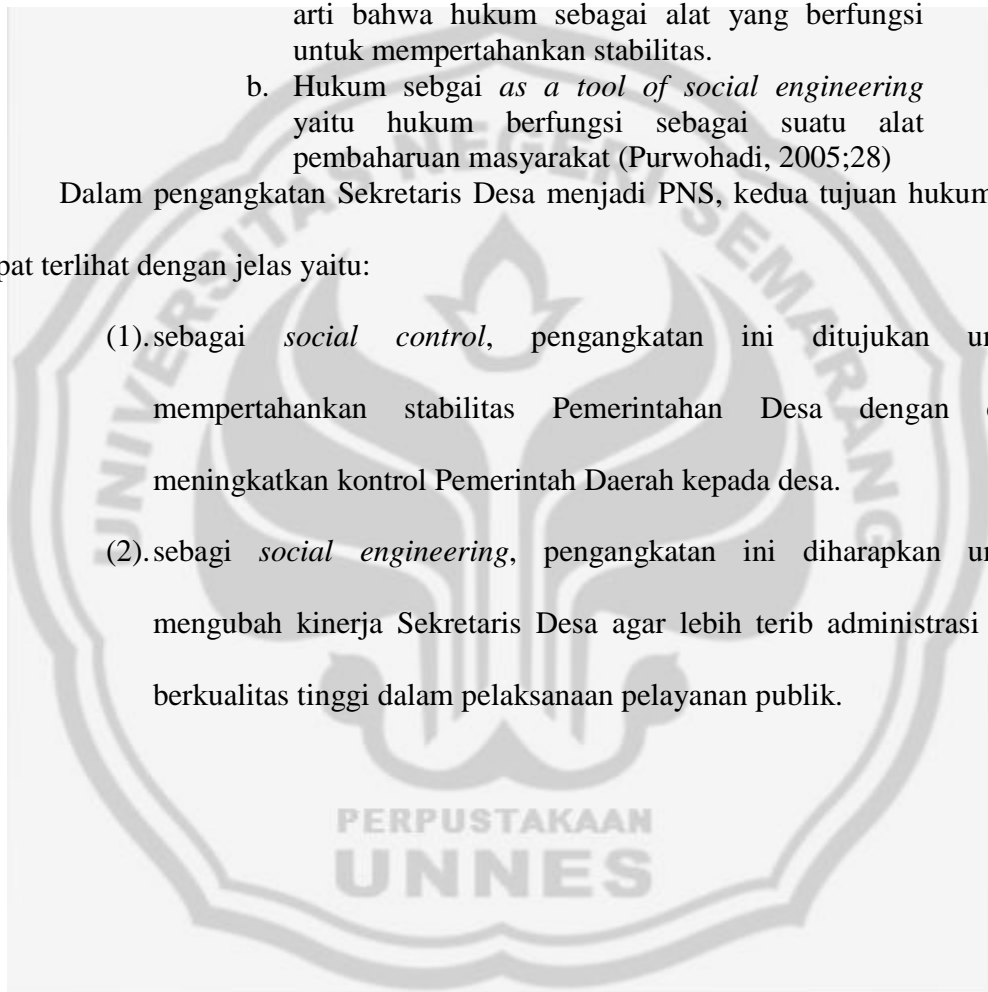 arti bahwa hukum sebagai alat yang berfungsi
untuk mempertahankan stabilitas.
b. Hukum sebgai as a tool of social engineering
yaitu hukum berfungsi sebagai suatu alat
pembaharuan masyarakat (Purwohadi, 2005;28)
Dalam pengangkatan Sekretaris Desa menjadi PNS, kedua tujuan hukum
pat terlihat dengan jelas yaitu:
(1). sebagai social control, pengangkatan ini ditujukan un
mempertahankan stabilitas Pemerintahan Desa dengan
meningkatkan kontrol Pemerintah Daerah kepada desa.
(2). sebagi social engineering, pengangkatan ini diharapkan un
mengubah kinerja Sekretaris Desa agar lebih terib administrasi
berkualitas tinggi dalam pelaksanaan pelayanan publik.
UNIVERSITAS NEGERI SEMARANG
PERPUSTAKAAN
UNNES